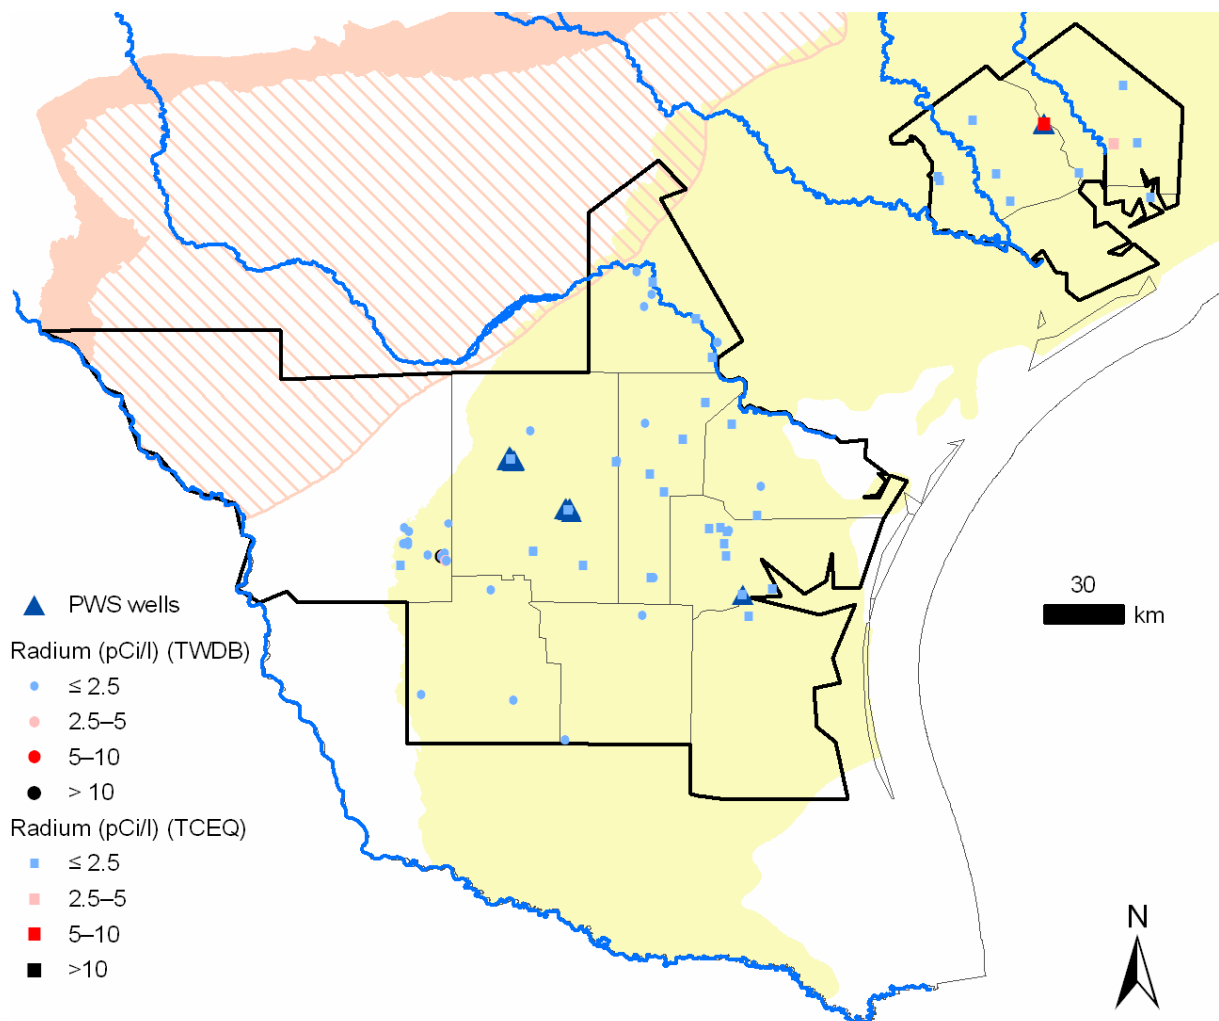 30
km
PWS wells
Radium (pCi/l) (TWDB)
≤ 2.5
2.5–5
5–10
> 10
Radium (pCi/l) (TCEQ)
≤ 2.5
2.5–5
5–10
>10
N